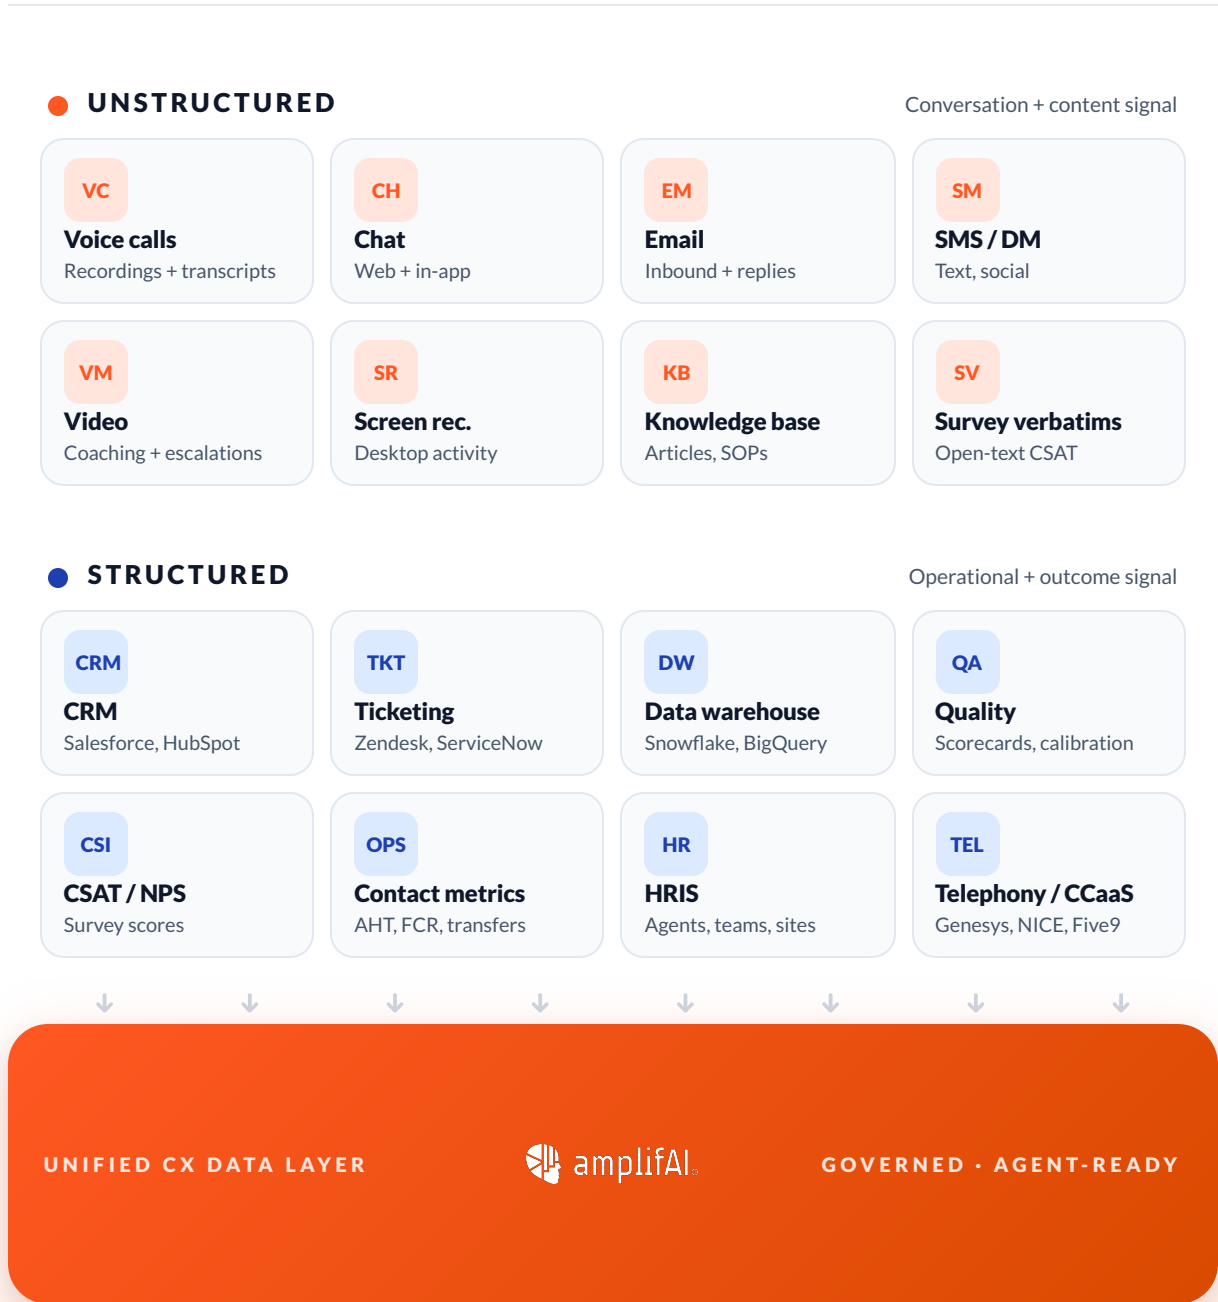 UNSTRUCTURED
Conversation + content signal
VC
CH
EM
SM
Voice calls
Chat
Email
SMS / DM
Recordings + transcripts
Web + in-app
Inbound + replies
Text, social
VM
SR
KB
SV
Video
Screen rec.
Knowledge base
Survey verbatims
Coaching + escalations
Desktop activity
Articles, SOPs
Open-text CSAT
STRUCTURED
Operational + outcome signal
CRM
TKT
DW
QA
CRM
Ticketing
Data warehouse
Quality
Salesforce, HubSpot
Zendesk, ServiceNow
Snowflake, BigQuery
Scorecards, calibration
CSI
OPS
HR
TEL
CSAT / NPS
Contact metrics
HRIS
Telephony / CCaaS
Survey scores
AHT, FCR, transfers
Agents, teams, sites
Genesys, NICE, Five9
UNIFIED CX DATA LAYER
amplifAI
GOVERNED · AGENT-READY